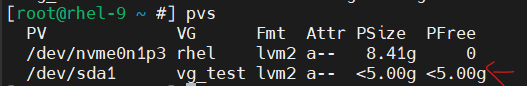 [root@rhel-9 ~ #] pvs
PV VG Fmt Attr PSize PFree
/dev/nvme0n1p3 rhel lvm2 a-- 8.41g 0
/dev/sda1 vg_test lvm2 a-- <5.00g <5.00g